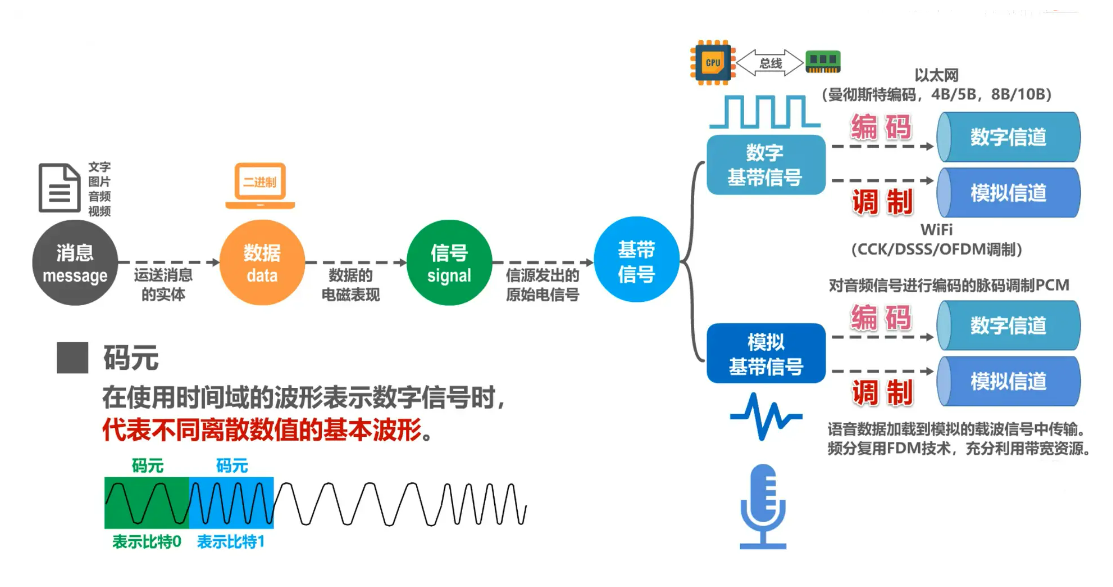 CPU
总线
以太网
（曼彻斯特编码，4B/5B，8B/10B）
编码
数字信道
数字
基带信号
调制
模拟信道
WiFi
（CCK/DSSS/OFDM调制）
文字
图片
音频
视频
二进制
消息
message
运送消息
的实体
数据
data
数据的
电磁表现
信号
signal
信源发出的
原始电信号
基带
信号
对音频信号进行编码的脉码调制PCM
编码
数字信道
模拟
基带信号
调制
模拟信道
语音数据加载到模拟的载波信号中传输。
频分复用FDM技术，充分利用带宽资源。
码元
在使用时间域的波形表示数字信号时，
代表不同离散数值的基本波形。
码元
码元
表示比特0
表示比特1